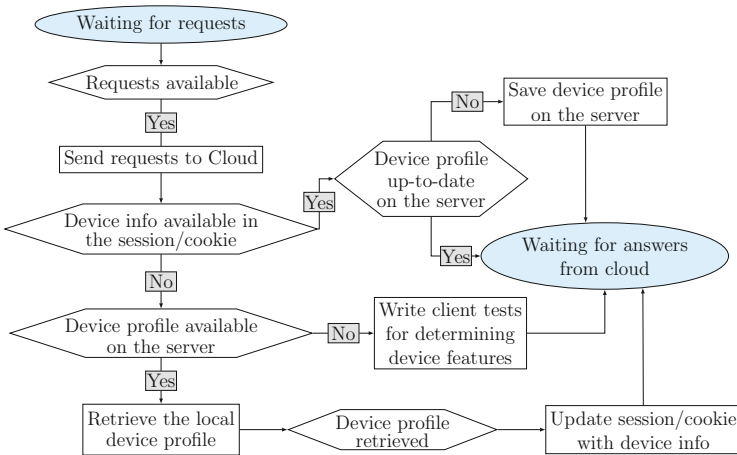 Waiting for requests
Requests available
Yes
Send requests to Cloud
Device info available in
the session/cookie
Yes
Device profile
up-to-date
on the server
No
Save device profile
on the server
Yes
Waiting for answers
from cloud
No
Device profile available
on the server
No
Write client tests
for determining
device features
Yes
Retrieve the local
device profile
Device profile
retrieved
Update session/cookie
with device info